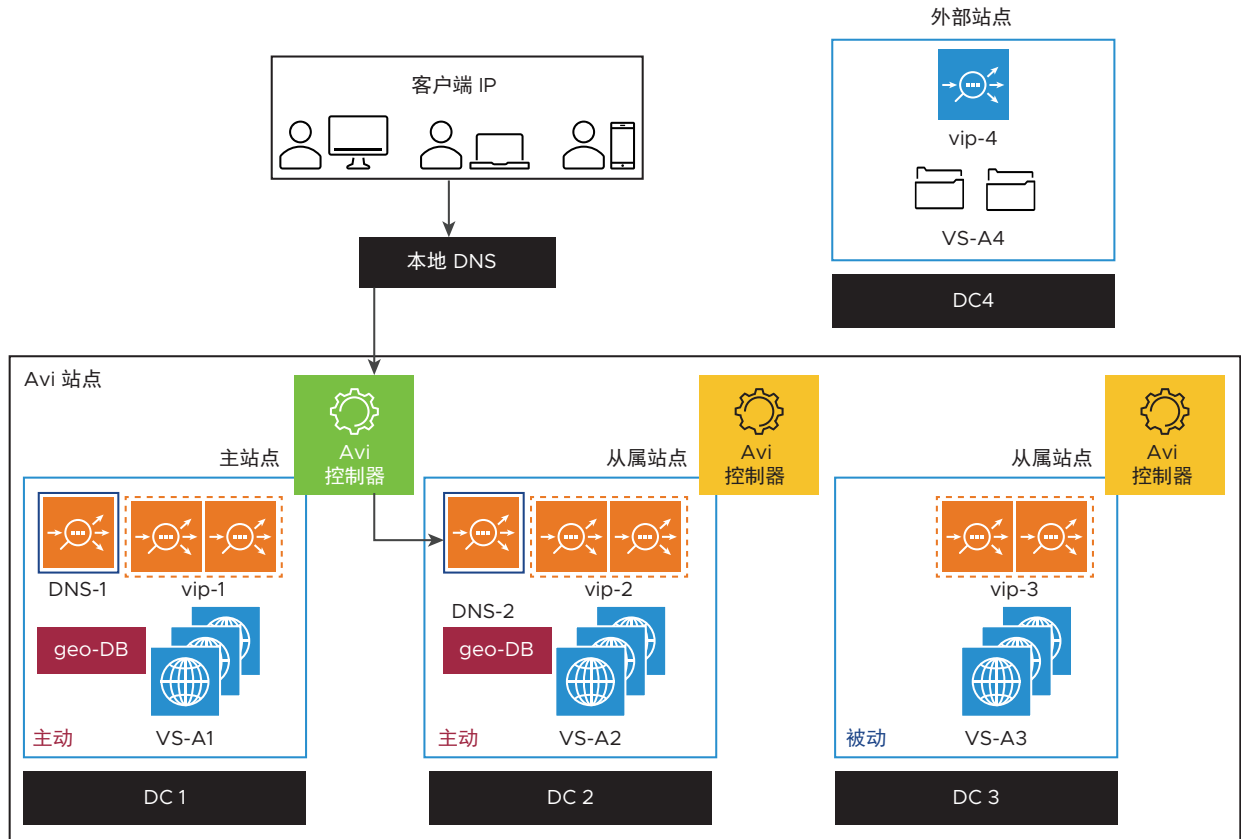 外部站点
客户端 IP
vip-4
VS-A4
本地 DNS
DC4
Avi 站点
主站点
Avi
控制器
从属站点
Avi
控制器
从属站点
Avi
控制器
DNS-1
vip-1
geo-DB
主动
VS-A1
DC 1
vip-2
DNS-2
geo-DB
主动
VS-A2
DC 2
vip-3
被动
VS-A3
DC 3